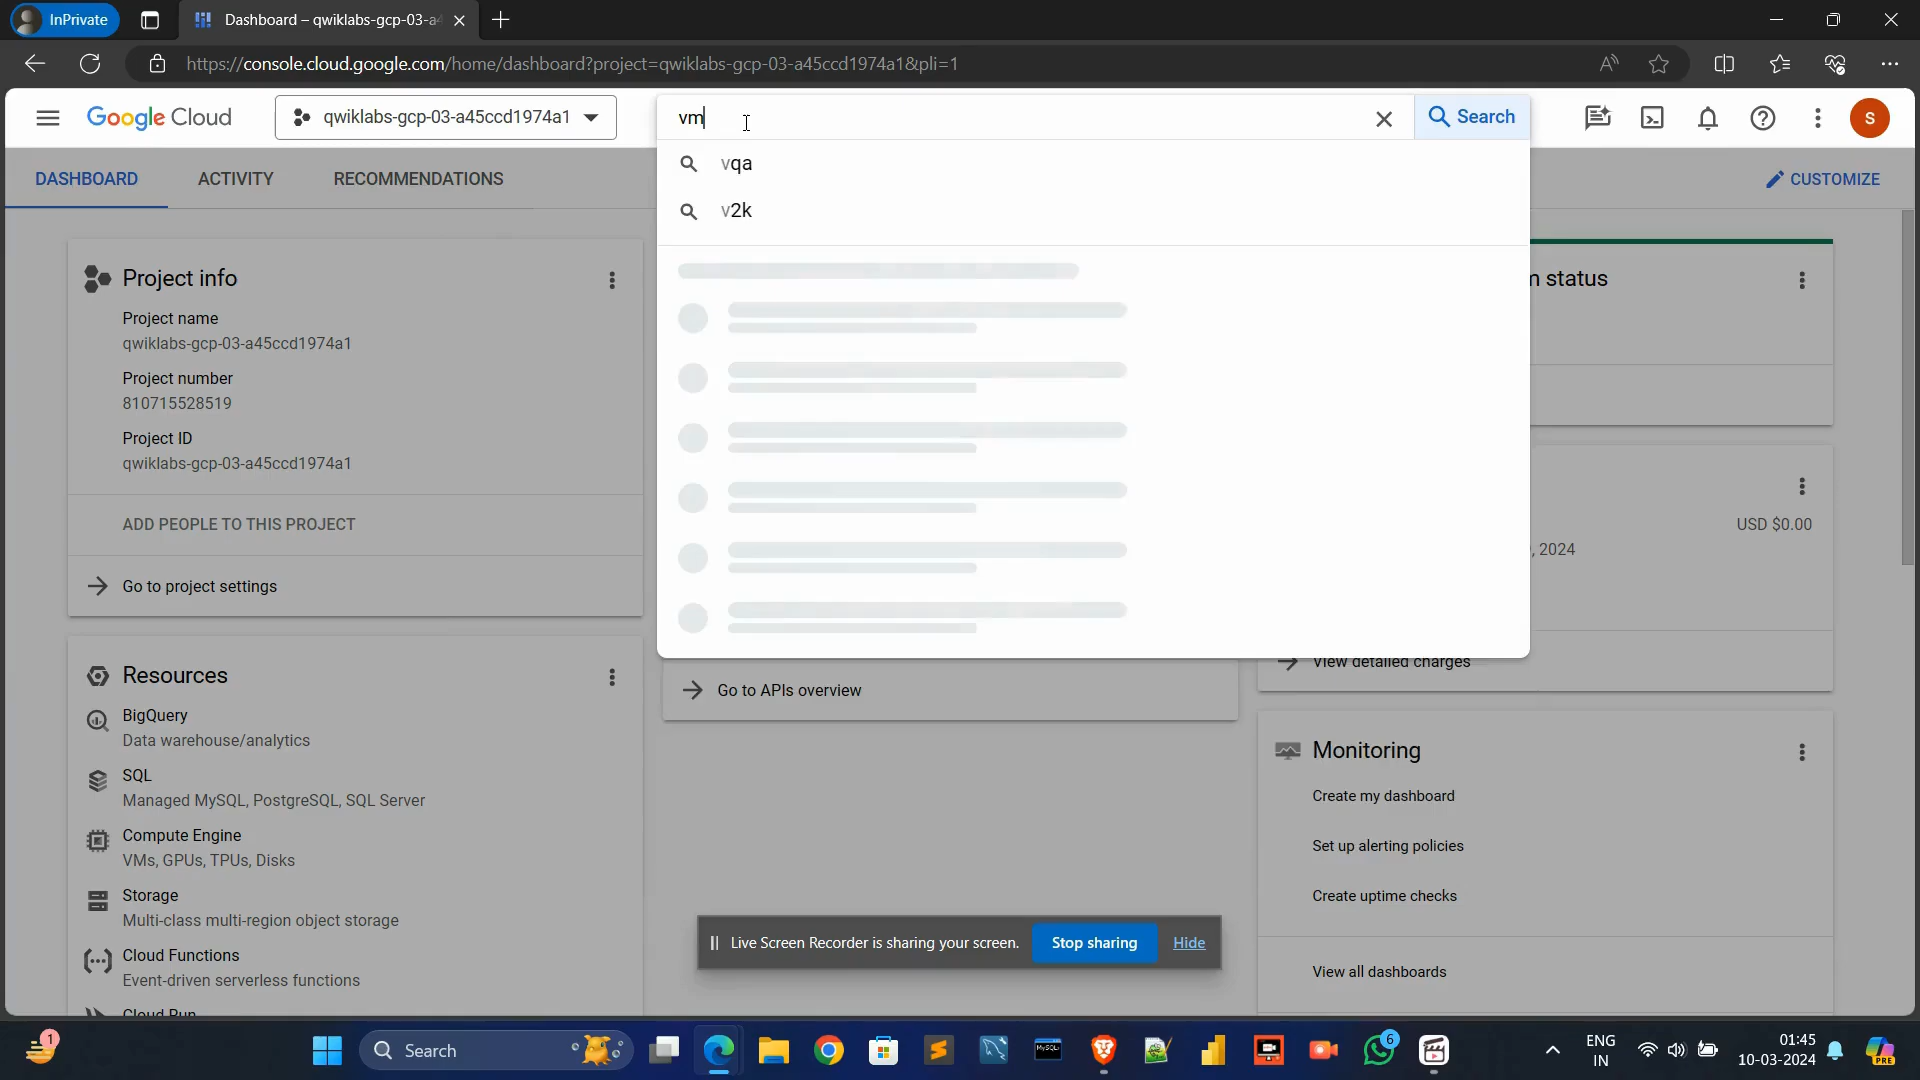 InPrivate
Dashboard – qwiklabs-gcp-03-a4
https://console.cloud.google.com/home/dashboard?project=qwiklabs-gcp-03-a45ccd1974a1&pli=1
Google Cloud
qwiklabs-gcp-03-a45ccd1974a1
vm
Search
S
vqa
v2k
DASHBOARD
ACTIVITY
RECOMMENDATIONS
CUSTOMIZE
Project info
Project name
qwiklabs-gcp-03-a45ccd1974a1
Project number
810715528519
Project ID
qwiklabs-gcp-03-a45ccd1974a1
ADD PEOPLE TO THIS PROJECT
Go to project settings
Resources
BigQuery
Data warehouse/analytics
SQL
Managed MySQL, PostgreSQL, SQL Server
Compute Engine
VMs, GPUs, TPUs, Disks
Storage
Multi-class multi-region object storage
Cloud Functions
Event-driven serverless functions
Cloud Run
Go to APIs overview
status
USD $0.00
, 2024
View detailed charges
Monitoring
Create my dashboard
Set up alerting policies
Create uptime checks
View all dashboards
Live Screen Recorder is sharing your screen.
Stop sharing
Hide
1
Search
MySQL
6
ENG
IN
01:45
10-03-2024
PRE